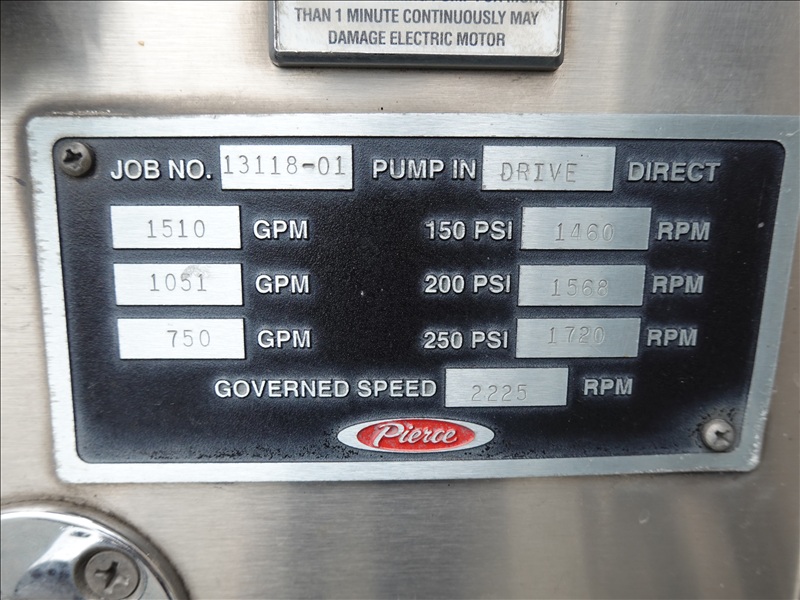 THAN 1 MINUTE CONTINUOUSLY MAY
DAMAGE ELECTRIC MOTOR
JOB NO. 13118-01 PUMP IN DRIVE DIRECT
1510 GPM 150 PSI 1460 RPM
1051 GPM 200 PSI 1568 RPM
750 GPM 250 PSI 1720 RPM
GOVERNED SPEED 2225 RPM
Pierce